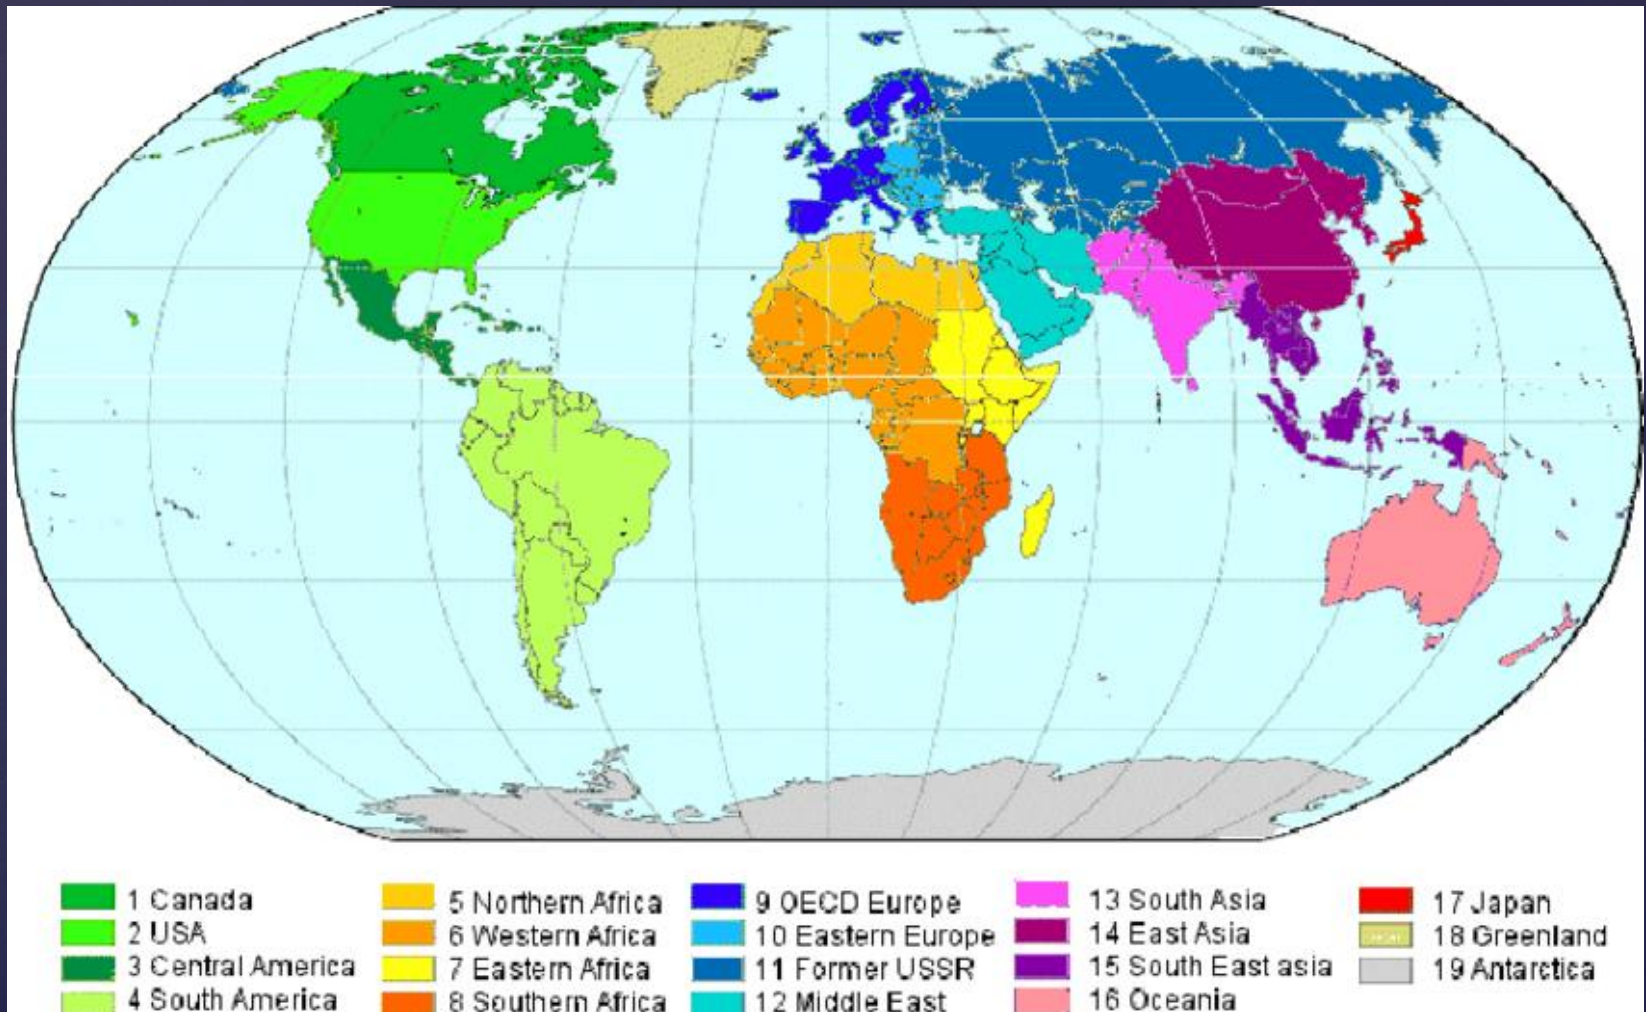 1 Canada
2 USA
3 Central America
4 South America
5 Northern Africa
6 Western Africa
7 Eastern Africa
8 Southern Africa
9 OECD Europe
10 Eastern Europe
11 Former USSR
12 Middle East
13 South Asia
14 East Asia
15 South East asia
16 Oceania
17 Japan
18 Greenland
19 Antarctica